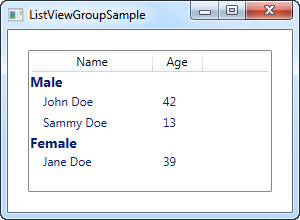 ListViewGroupSample
Name Age
Male
John Doe 42
Sammy Doe 13
Female
Jane Doe 39